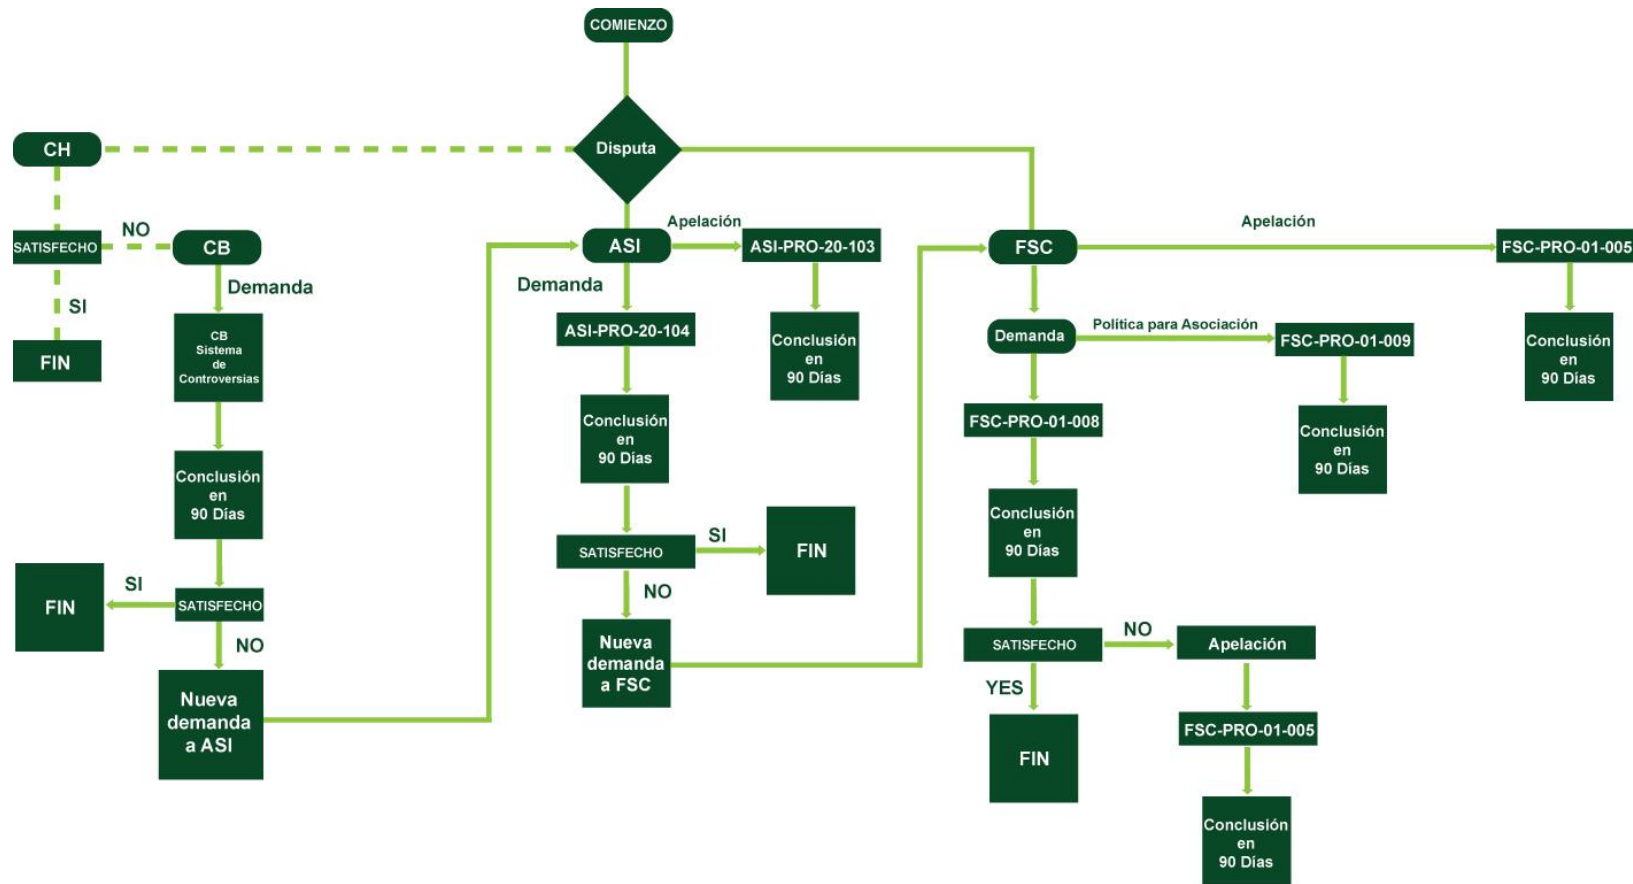 COMIENZO
Disputa
CH
SATISFECHO
NO
SI
FIN
CB
Demanda
CB
Sistema
de
Controversias
Conclusión
en
90 Días
SATISFECHO
SI
FIN
NO
Nueva
demanda
a ASI
ASI
Apelación
ASI-PRO-20-103
Conclusión
en
90 Días
Demanda
ASI-PRO-20-104
Conclusión
en
90 Días
SATISFECHO
SI
FIN
NO
Nueva
demanda
a FSC
FSC
Apelación
FSC-PRO-01-005
Conclusión
en
90 Días
Demanda
Política para Asociación
FSC-PRO-01-009
Conclusión
en
90 Días
FSC-PRO-01-008
Conclusión
en
90 Días
SATISFECHO
NO
Apelación
FSC-PRO-01-005
Conclusión
en
90 Días
YES
FIN